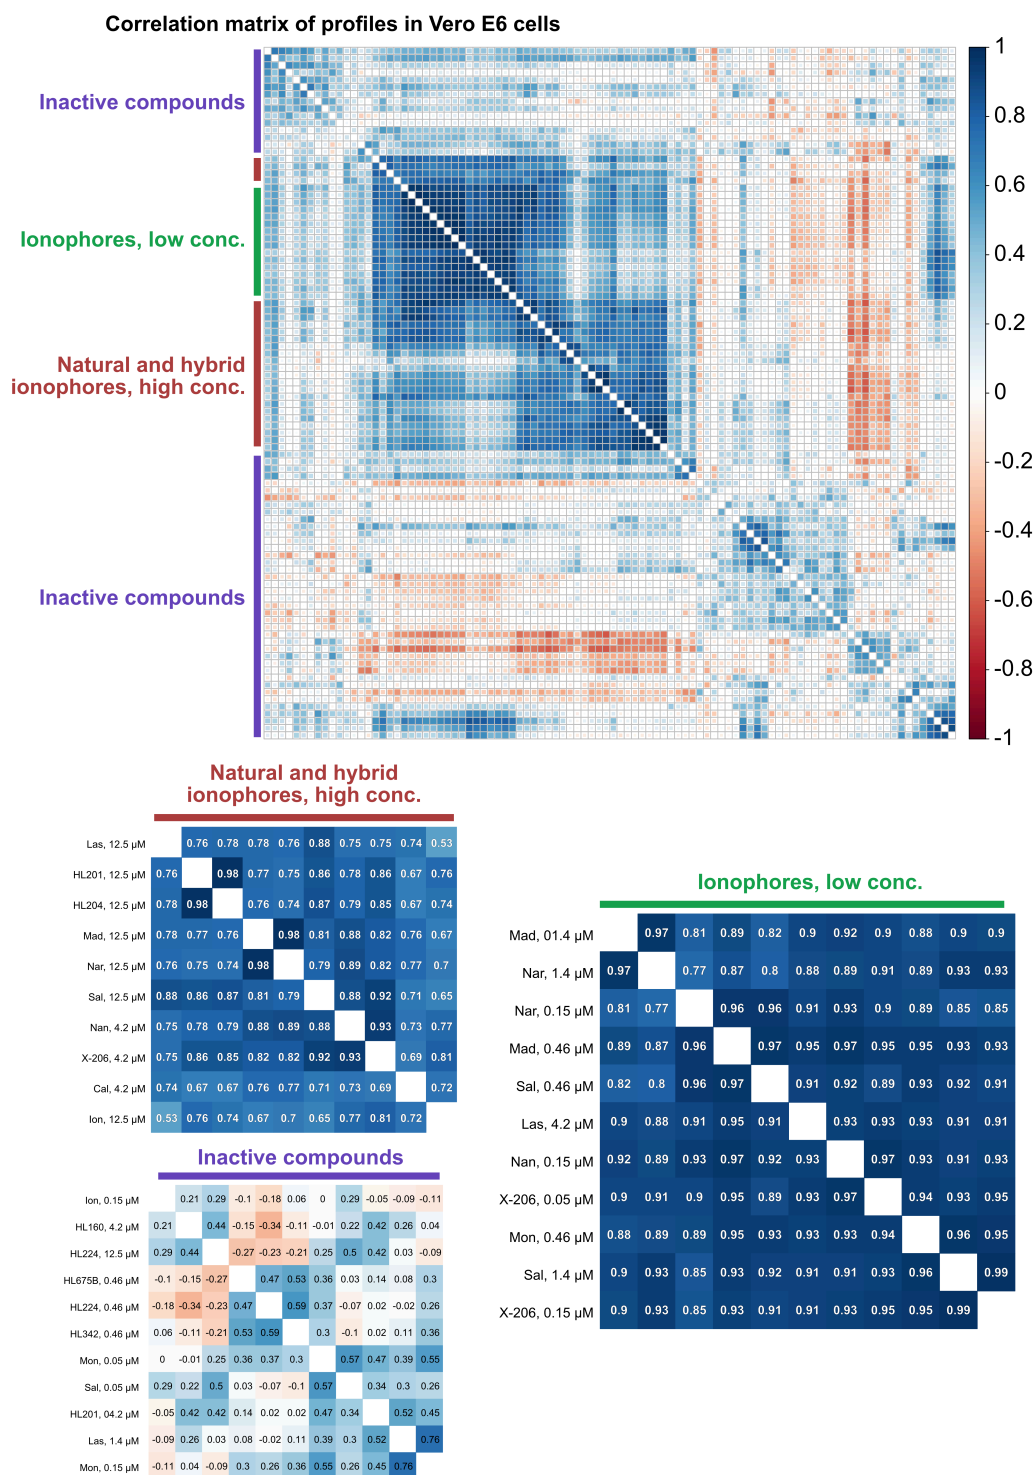 Correlation matrix of profiles in Vero E6 cells
Inactive compounds
Ionophores, low conc.
Natural and hybrid
ionophores, high conc.
Inactive compounds
1
0.8
0.6
0.4
0.2
0
-0.2
-0.4
-0.6
-0.8
-1
Natural and hybrid
ionophores, high conc.
Las, 12.5 µM 0.76 0.78 0.78 0.76 0.88 0.75 0.75 0.74 0.53
HL201, 12.5 µM 0.76 0.98 0.77 0.75 0.86 0.78 0.86 0.67 0.76
HL204, 12.5 µM 0.78 0.98 0.76 0.74 0.87 0.79 0.85 0.67 0.74
Mad, 12.5 µM 0.78 0.77 0.76 0.98 0.81 0.88 0.82 0.76 0.67
Nar, 12.5 µM 0.76 0.75 0.74 0.98 0.79 0.89 0.82 0.77 0.7
Sal, 12.5 µM 0.88 0.86 0.87 0.81 0.79 0.88 0.92 0.71 0.65
Nan, 4.2 µM 0.75 0.78 0.79 0.88 0.89 0.88 0.93 0.73 0.77
X-206, 4.2 µM 0.75 0.86 0.85 0.82 0.82 0.92 0.93 0.69 0.81
Cal, 4.2 µM 0.74 0.67 0.67 0.76 0.77 0.71 0.73 0.69 0.72
Ion, 12.5 µM 0.53 0.76 0.74 0.67 0.7 0.65 0.77 0.81 0.72
Inactive compounds
Ion, 0.15 µM 0.21 0.29 -0.1 -0.18 0.06 0 0.29 -0.05 -0.09 -0.11
HL160, 4.2 µM 0.21 0.44 -0.15 -0.34 -0.11 -0.01 0.22 0.42 0.26 0.04
HL224, 12.5 µM 0.29 0.44 -0.27 -0.23 -0.21 0.25 0.5 0.42 0.03 -0.09
HL675B, 0.46 µM -0.1 -0.15 -0.27 0.47 0.53 0.36 0.03 0.14 0.08 0.3
HL224, 0.46 µM -0.18 -0.34 -0.23 0.47 0.59 0.37 -0.07 0.02 -0.02 0.26
HL342, 0.46 µM 0.06 -0.11 -0.21 0.53 0.59 0.3 -0.1 0.02 0.11 0.36
Mon, 0.05 µM 0 -0.01 0.25 0.36 0.37 0.3 0.57 0.47 0.39 0.55
Sal, 0.05 µM 0.29 0.22 0.5 0.03 -0.07 -0.1 0.57 0.34 0.3 0.26
HL201, 04.2 µM -0.05 0.42 0.42 0.14 0.02 0.02 0.47 0.34 0.52 0.45
Las, 1.4 µM -0.09 0.26 0.03 0.08 -0.02 0.11 0.39 0.3 0.52 0.76
Mon, 0.15 µM -0.11 0.04 -0.09 0.3 0.26 0.36 0.55 0.26 0.45 0.76
Ionophores, low conc.
Mad, 01.4 µM 0.97 0.81 0.89 0.82 0.9 0.92 0.9 0.88 0.9 0.9
Nar, 1.4 µM 0.97 0.77 0.87 0.8 0.88 0.89 0.91 0.89 0.93 0.93
Nar, 0.15 µM 0.81 0.77 0.96 0.96 0.91 0.93 0.9 0.89 0.85 0.85
Mad, 0.46 µM 0.89 0.87 0.96 0.97 0.95 0.97 0.95 0.95 0.93 0.93
Sal, 0.46 µM 0.82 0.8 0.96 0.97 0.91 0.92 0.89 0.93 0.92 0.91
Las, 4.2 µM 0.9 0.88 0.91 0.95 0.91 0.93 0.93 0.93 0.91 0.91
Nan, 0.15 µM 0.92 0.89 0.93 0.97 0.92 0.93 0.97 0.93 0.91 0.93
X-206, 0.05 µM 0.9 0.91 0.9 0.95 0.89 0.93 0.97 0.94 0.93 0.95
Mon, 0.46 µM 0.88 0.89 0.89 0.95 0.93 0.93 0.93 0.94 0.96 0.95
Sal, 1.4 µM 0.9 0.93 0.85 0.93 0.92 0.91 0.91 0.93 0.96 0.99
X-206, 0.15 µM 0.9 0.93 0.85 0.93 0.91 0.91 0.93 0.95 0.95 0.99